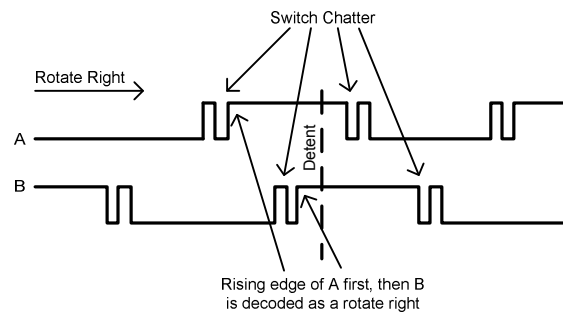 Switch Chatter
Rotate Right
A
Detent
B
Rising edge of A first, then B
is decoded as a rotate right